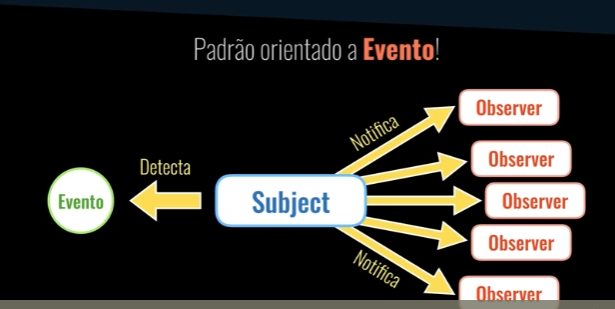 Padrão orientado a Evento!
Notifica
Observer
Detecta
Observer
Evento
Subject
Observer
Observer
Notifica
Observer